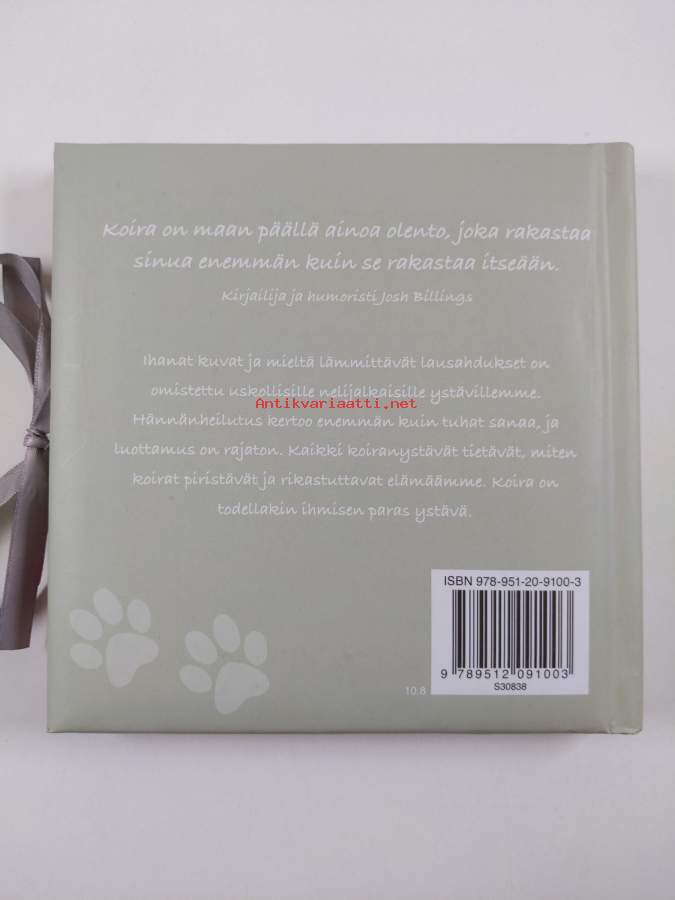 Koira on maan päällä ainoa olento, joka rakastaa
sinua enemmän kuin se rakastaa itseään.
Kirjailija ja humoristi Josh Billings
Ihanat kuvat ja mieltä lämmittävät lausahdukset on
omistettu uskollisille nelijalkaisille ystävillemme.
Antikvariaatti.net
Hännänheilutus kertoo enemmän kuin tuhat sanaa, ja
luottamus on rajaton. Kaikki koiranystävät tietävät, miten
koirat piristävät ja rikastuttavat elämäämme. Koira on
todellakin ihmisen paras ystävä.
ISBN 978-951-20-9100-3
9 789512 091003
S30838
10.8